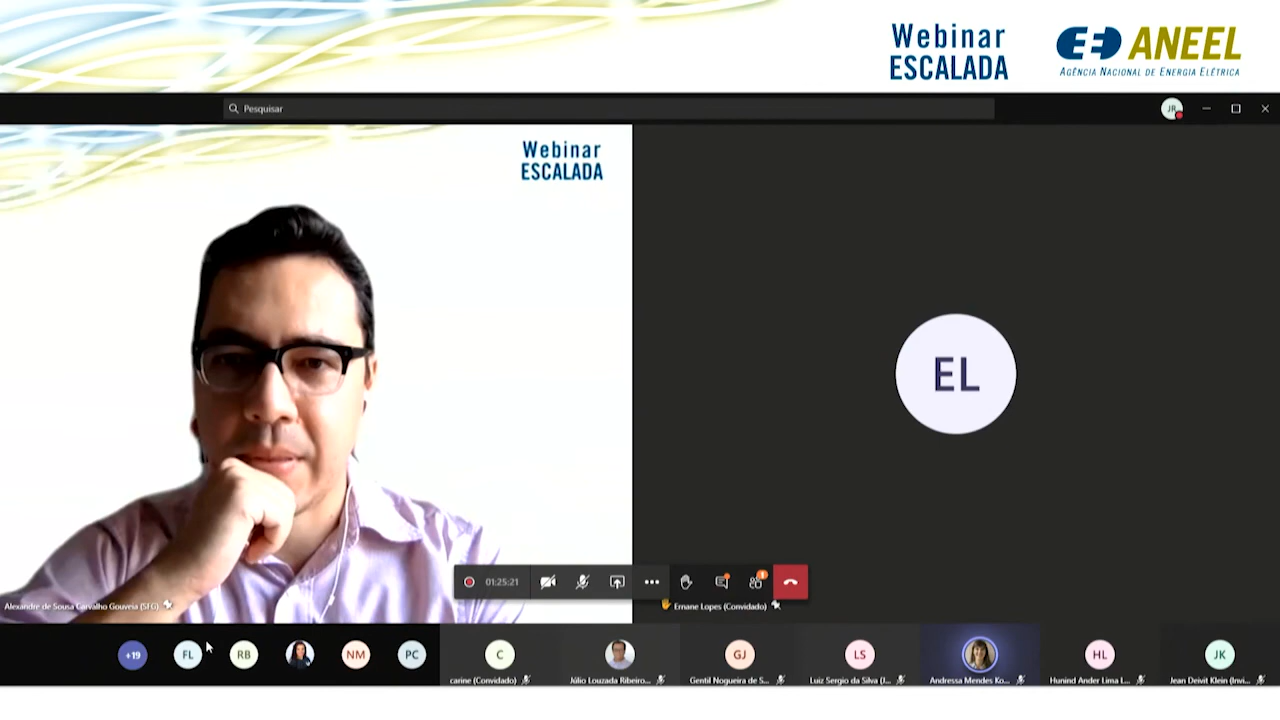 Webinar
ESCALADA
ANEEL
AGÊNCIA NACIONAL DE ENERGIA ELÉTRICA
Pesquisar
JR
Webinar
ESCALADA
EL
01:25:21
1
Alexandre de Sousa Carvalho Gouveia (SFG)
Ernane Lopes (Convidado)
+19
FL
RB
NM
PC
C
GJ
LS
HL
JK
carine (Convidado)
Júlio Louzada Ribeiro...
Gentil Nogueira de S...
Luiz Sergio da Silva (J...
Andressa Mendes Ko...
Hunind Ander Lima L...
Jean Deivit Klein (Invi...